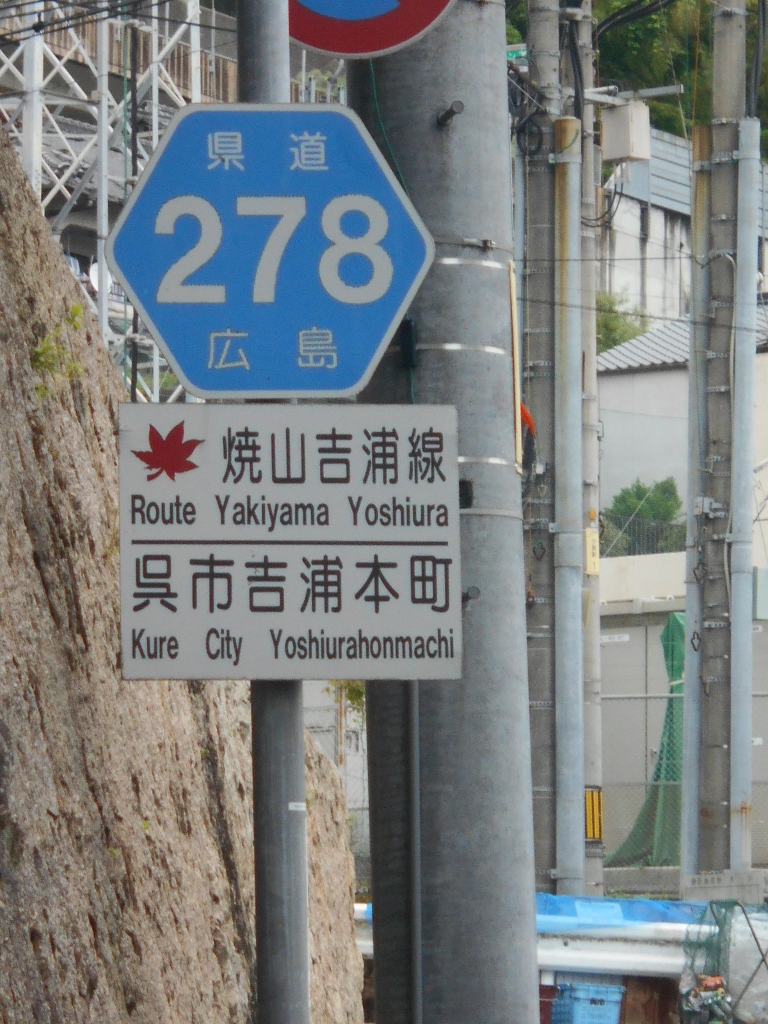 県道
278
広島
焼山吉浦線
Route Yakiyama Yoshiura
呉市吉浦本町
Kure City Yoshiurahonmachi